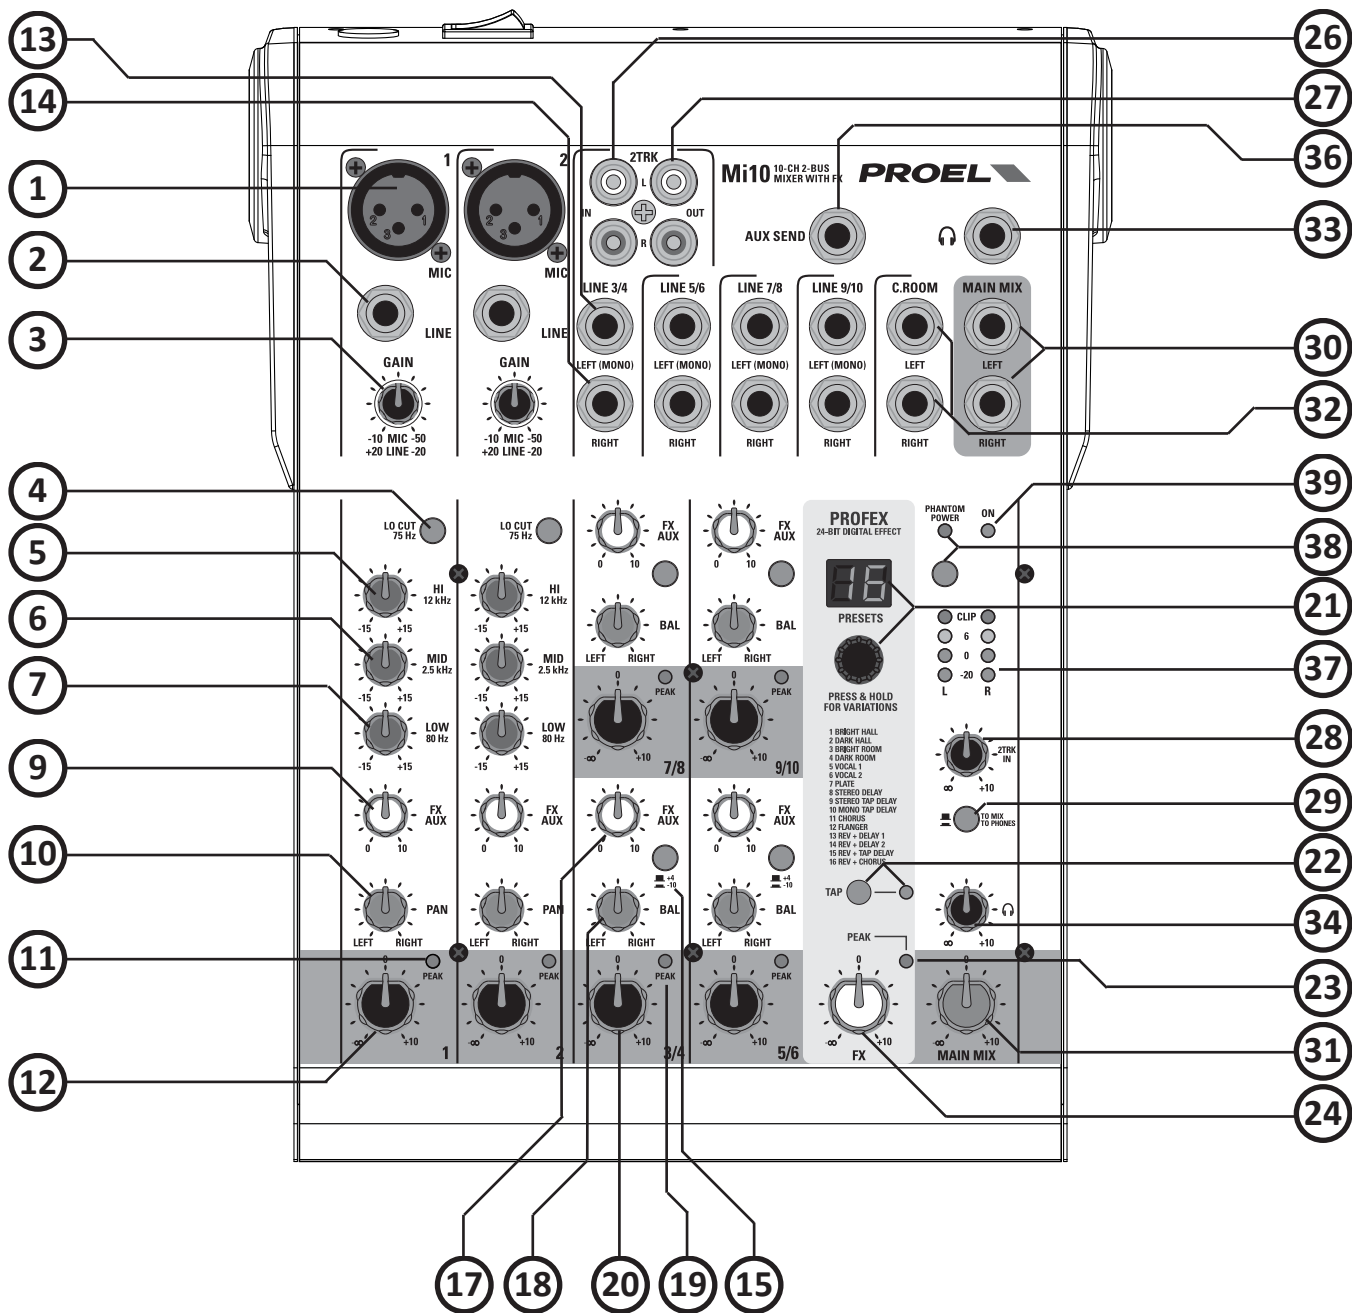 13
14
1
2
3
4
5
6
7
9
10
11
12
26
27
36
33
30
32
39
38
21
37
28
29
22
34
23
31
24
17
18
20
19
15
1
2
2TRK
L
IN
OUT
R
Mi10 10-CH 2-BUS
MIXER WITH FX
PROEL
AUX SEND
2 1
3
MIC
2 1
3
MIC
LINE
LINE
GAIN
-10 MIC -50
+20 LINE -20
GAIN
-10 MIC -50
+20 LINE -20
LINE 3/4
LEFT (MONO)
RIGHT
LINE 5/6
LEFT (MONO)
RIGHT
LINE 7/8
LEFT (MONO)
RIGHT
LINE 9/10
LEFT (MONO)
RIGHT
C.ROOM
LEFT
RIGHT
MAIN MIX
LEFT
RIGHT
LO CUT
75 Hz
HI
12 kHz
-15 +15
MID
2.5 kHz
-15 +15
LOW
80 Hz
-15 +15
FX
AUX
0 10
PAN
LEFT RIGHT
0
PEAK
-∞ +10
1
LO CUT
75 Hz
HI
12 kHz
-15 +15
MID
2.5 kHz
-15 +15
LOW
80 Hz
-15 +15
FX
AUX
0 10
PAN
LEFT RIGHT
0
PEAK
-∞ +10
2
FX
AUX
0 10
BAL
LEFT RIGHT
0
PEAK
-∞ +10
7/8
FX
AUX
0 10
+4
-10
BAL
LEFT RIGHT
0
PEAK
-∞ +10
3/4
FX
AUX
0 10
BAL
LEFT RIGHT
0
PEAK
-∞ +10
9/10
FX
AUX
0 10
+4
-10
BAL
LEFT RIGHT
0
PEAK
-∞ +10
5/6
PROFEX
24-BIT DIGITAL EFFECT
16
PRESETS
PRESS & HOLD
FOR VARIATIONS
1 BRIGHT HALL
2 DARK HALL
3 BRIGHT ROOM
4 DARK ROOM
5 VOCAL 1
6 VOCAL 2
7 PLATE
8 STEREO DELAY
9 STEREO TAP DELAY
10 MONO TAP DELAY
11 CHORUS
12 FLANGER
13 REV + DELAY 1
14 REV + DELAY 2
15 REV + TAP DELAY
16 REV + CHORUS
TAP
PEAK
0
-∞ +10
FX
PHANTOM
POWER
ON
CLIP
6
0
-20
L R
2TRK
IN
∞ +10
TO MIX
TO PHONES
∞ +10
0
-∞ +10
MAIN MIX